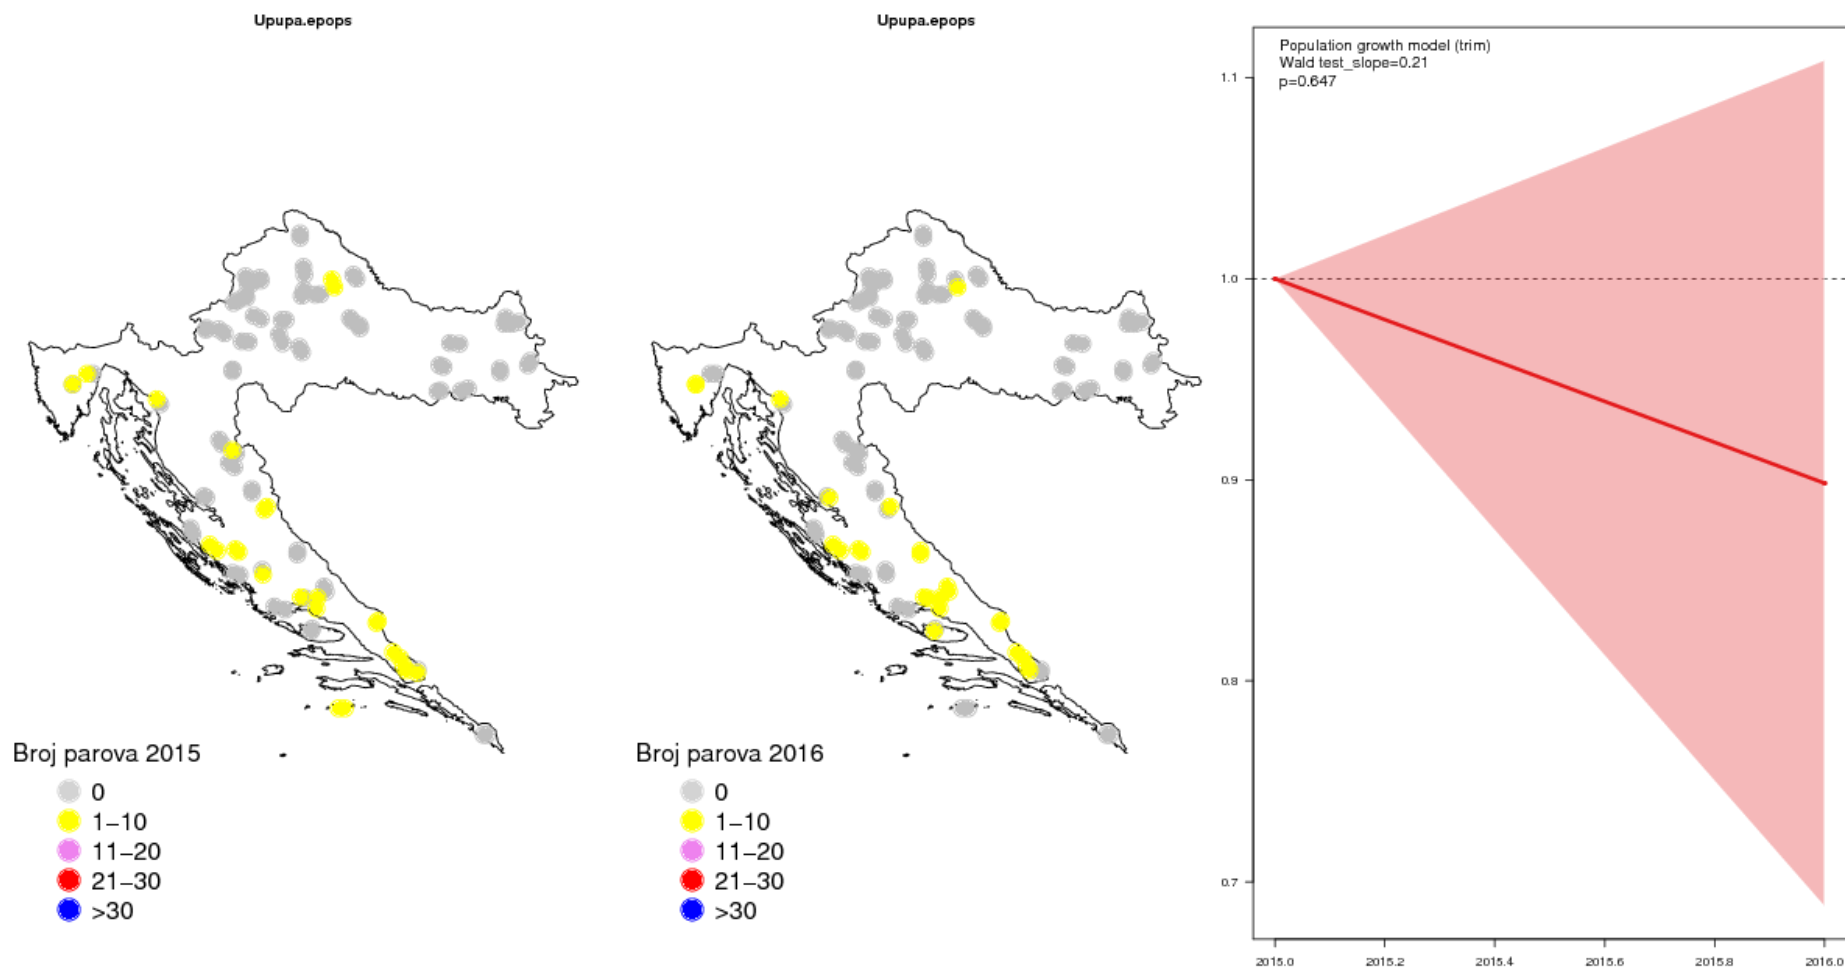 Upupa.epops
Broj parova 2015
0
1–10
11–20
21–30
>30
Upupa.epops
Broj parova 2016
0
1–10
11–20
21–30
>30
Population growth model (trim)
Wald test_slope=0.21
p=0.647
1.1
1.0
0.9
0.8
0.7
2015.0 2015.2 2015.4 2015.6 2015.8 2016.0